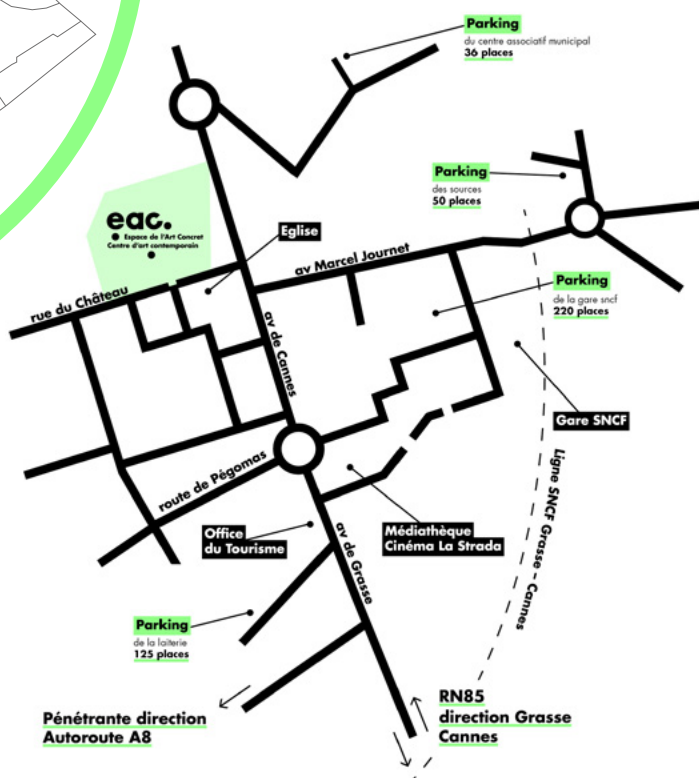 Parking
du centre associatif municipal
36 places
Parking
des sources
50 places
eac.
Espace de l'Art Concret
Centre d'art contemporain
Eglise
av Marcel Journet
rue du Château
Parking
de la gare sncf
220 places
av de Cannes
Gare SNCF
route de Pégomas
Ligne SNCF Grasse - Cannes
Office
du Tourisme
Médiathèque
Cinéma La Strada
av de Grasse
Parking
de la laiterie
125 places
Pénétrante direction
Autoroute A8
RN85
direction Grasse
Cannes